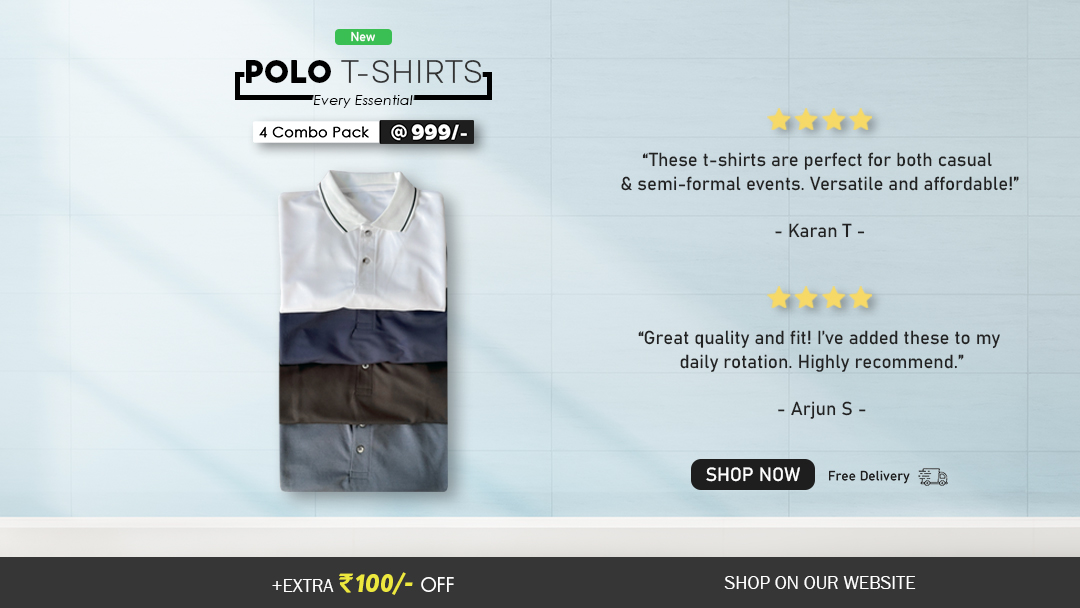 New
POLO T-SHIRTS
Every Essential
4 Combo Pack @ 999/-
“These t-shirts are perfect for both casual
& semi-formal events. Versatile and affordable!”
- Karan T -
“Great quality and fit! I’ve added these to my
daily rotation. Highly recommend.”
- Arjun S -
SHOP NOW Free Delivery
+EXTRA ₹100/- OFF
SHOP ON OUR WEBSITE